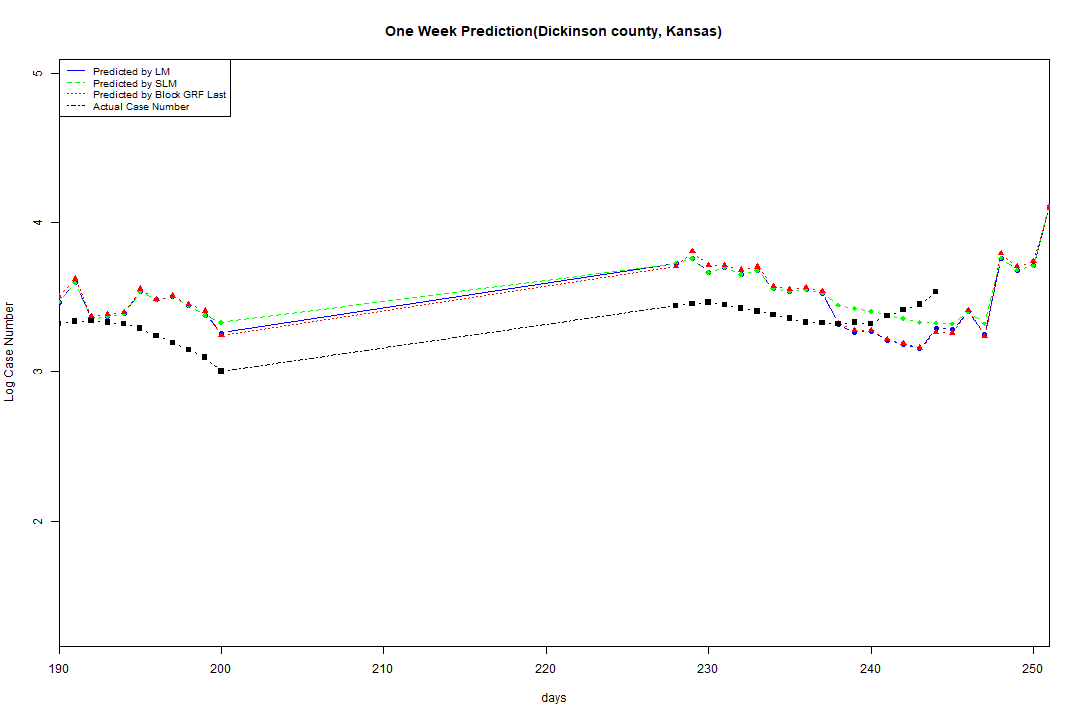 One Week Prediction(Dickinson county, Kansas)
Predicted by LM
Predicted by SLM
Predicted by Block GRF Last
Actual Case Number
5
4
3
2
Log Case Number
190 200 210 220 230 240 250
days